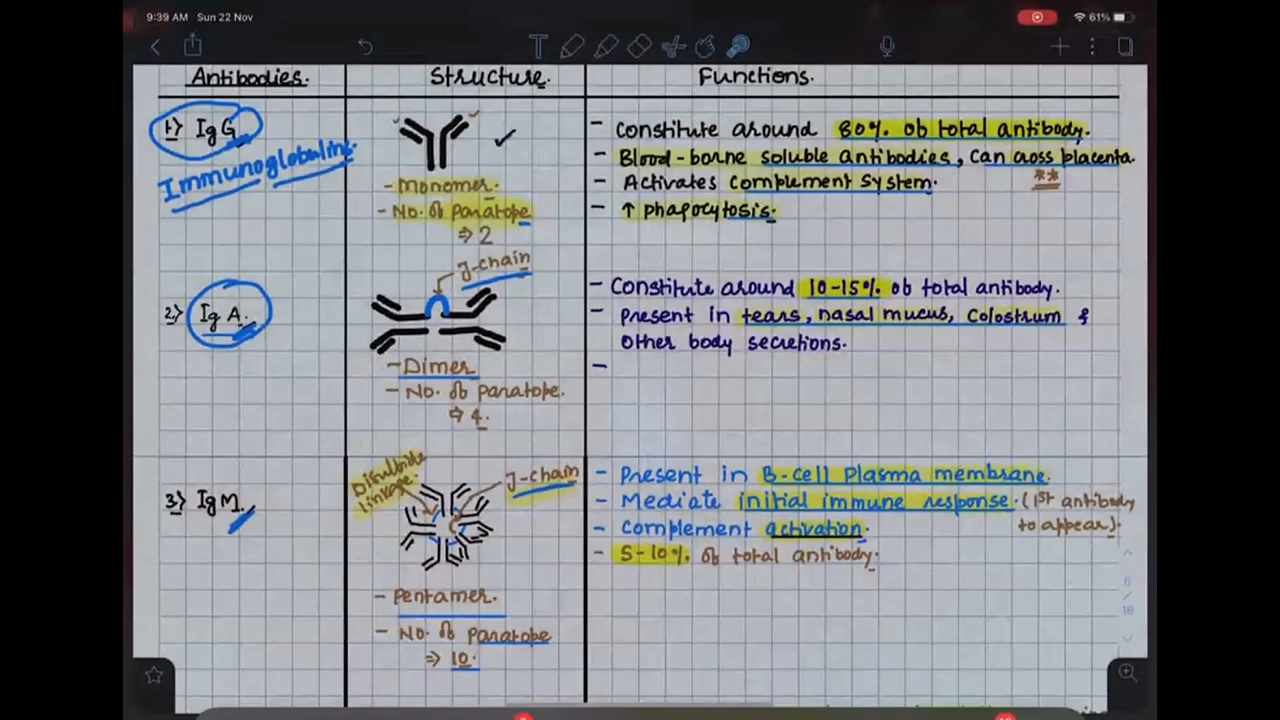 9:39 AM Sun 22 Nov
61%
Antibodies.
Structure.
Functions.
1) IgG
Immunoglobulins.
- Monomer.
- No. of paratope
⇒ 2
- Constitute around 80% of total antibody.
- Blood-borne soluble antibodies, can cross placenta.
**
- Activates complement system.
- ↑ phagocytosis.
2) IgA.
J-chain
- Dimer
- No. of paratope.
⇒ 4.
- Constitute around 10-15% of total antibody.
- Present in tears, nasal mucus, colostrum &
other body secretions.
-
3) IgM.
Disulfide
linkage.
J-chain
- Pentamer.
- No. of paratope
⇒ 10.
- Present in B-cell plasma membrane.
- Mediate initial immune response. (1st antibody
to appear).
- Complement activation.
- 5-10% of total antibody.
6
/
18